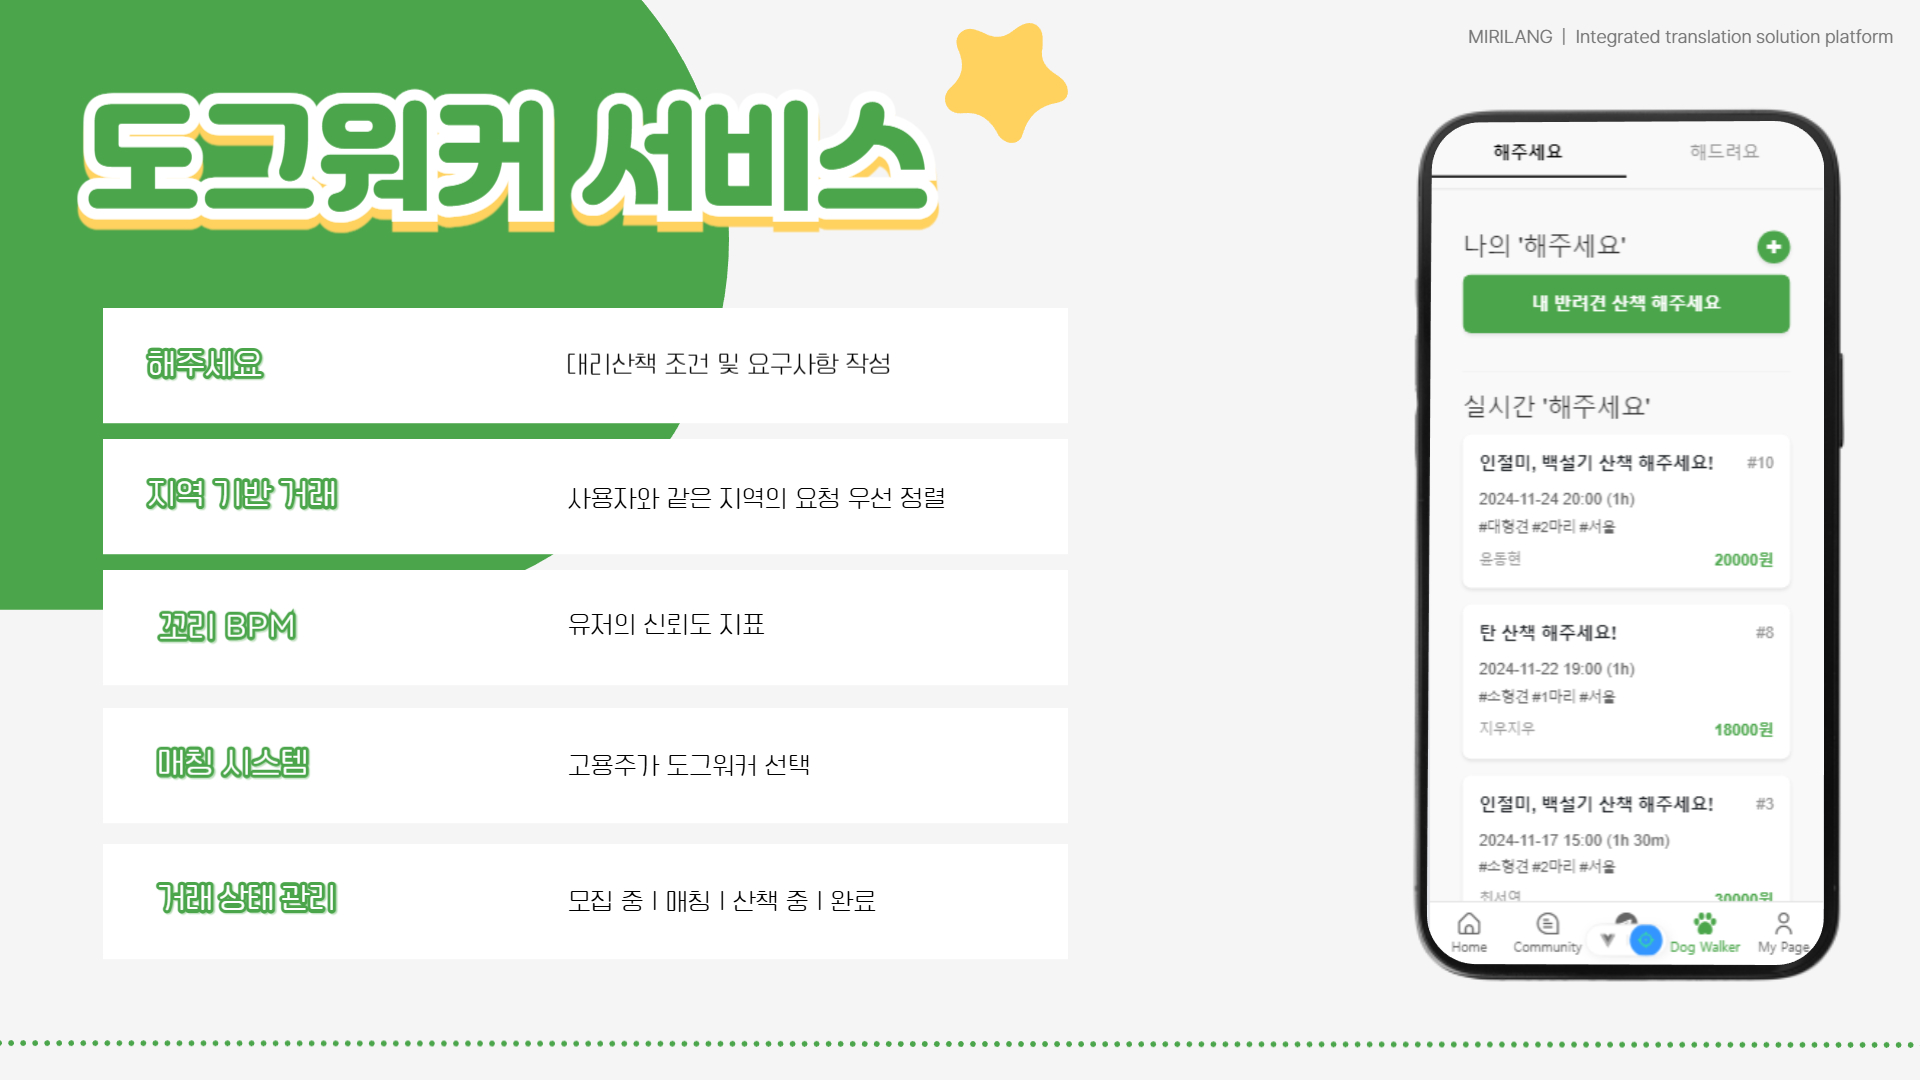 MIRILANG | Integrated translation solution platform
도그워커 서비스
해주세요
대리산책 조건 및 요구사항 작성
지역 기반 거래
사용자와 같은 지역의 요청 우선 정렬
꼬리 BPM
유저의 신뢰도 지표
매칭 시스템
고용주가 도그워커 선택
거래 상태 관리
모집 중 | 매칭 | 산책 중 | 완료
해주세요 해드려요
나의 '해주세요'
내 반려견 산책 해주세요
실시간 '해주세요'
인절미, 백설기 산책 해주세요! #10
2024-11-24 20:00 (1h)
#대형견 #2마리 #서울
윤동현 20000원
탄 산책 해주세요! #8
2024-11-22 19:00 (1h)
#소형견 #1마리 #서울
지우지우 18000원
인절미, 백설기 산책 해주세요! #3
2024-11-17 15:00 (1h 30m)
#소형견 #2마리 #서울
최서연 30000원
Home Community Dog Walker My Page